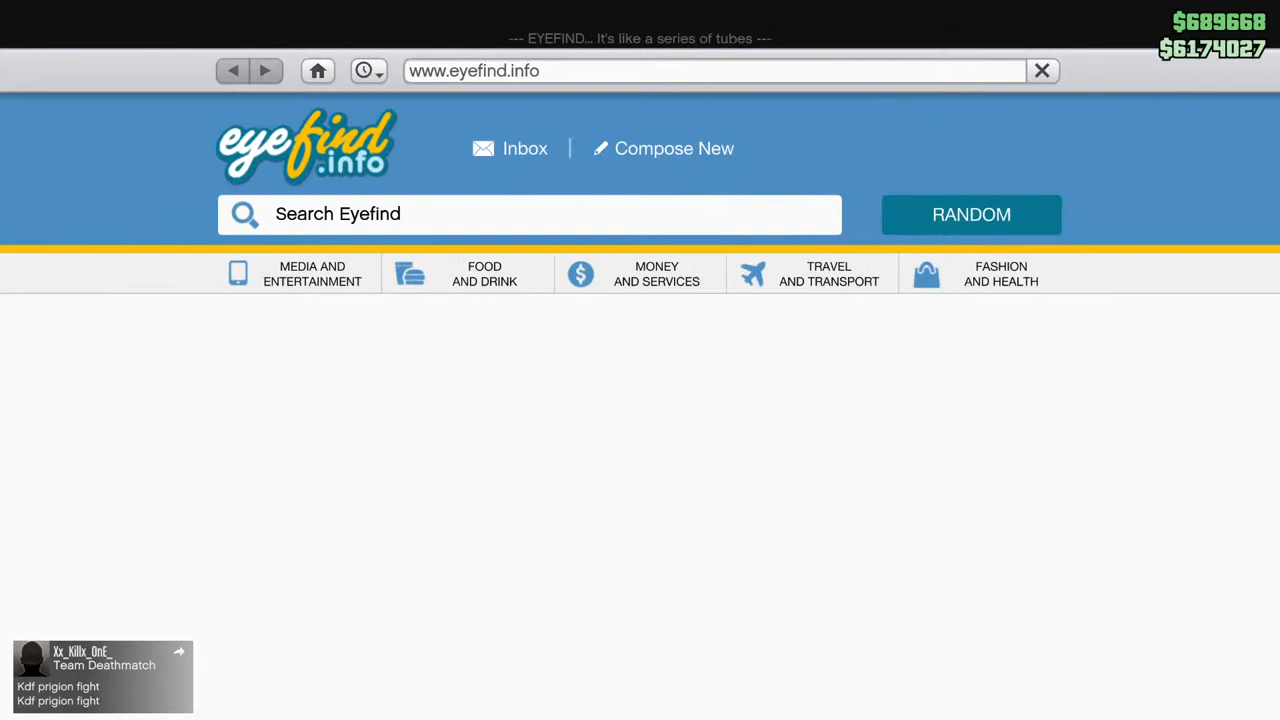 $689668
--- EYEFIND... It's like a series of tubes ---
$6174027
www.eyefind.info
eyefind
.info
Inbox
Compose New
Search Eyefind
RANDOM
MEDIA AND
ENTERTAINMENT
FOOD
AND DRINK
MONEY
AND SERVICES
TRAVEL
AND TRANSPORT
FASHION
AND HEALTH
Xx_Killx_OnE_
Team Deathmatch
Kdf prigion fight
Kdf prigion fight